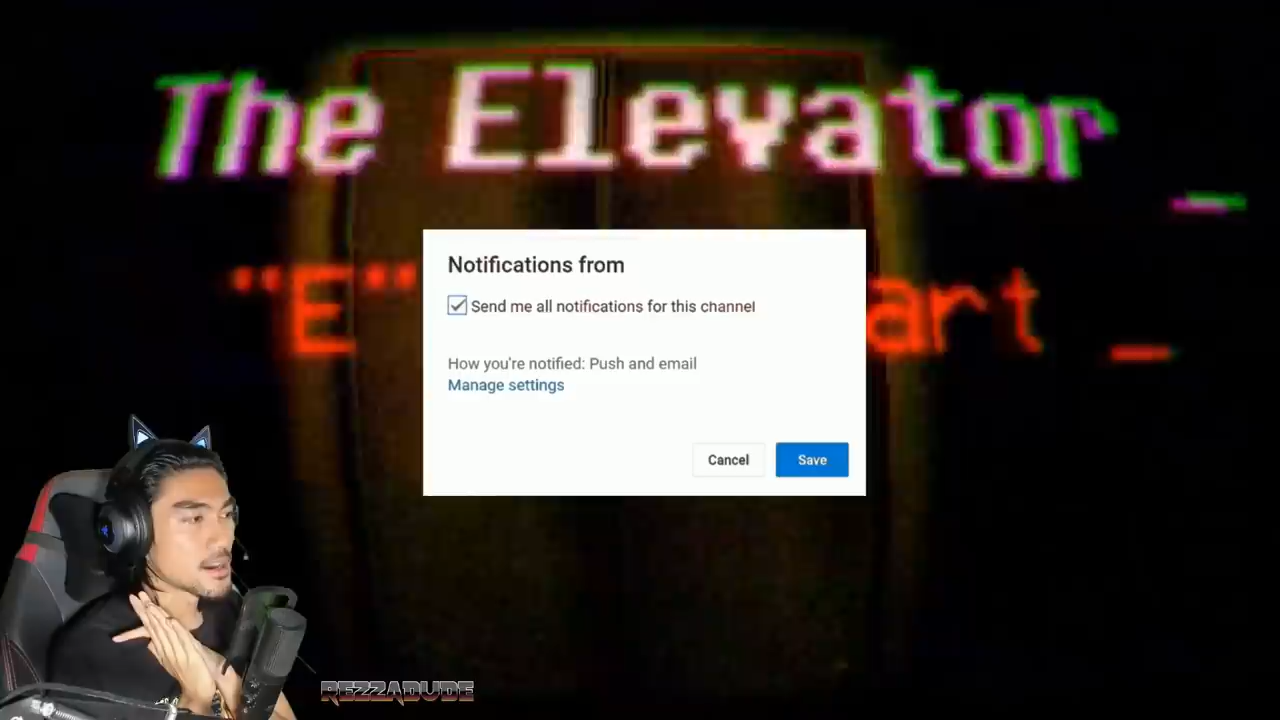 The Elevator _
"E" art _
Notifications from
Send me all notifications for this channel
How you're notified: Push and email
Manage settings
Cancel Save
REZZADUDE